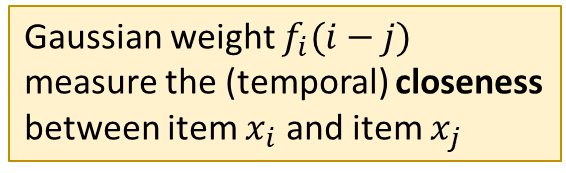 Gaussian weight fᵢ(i − j)
measure the (temporal) closeness
between item xᵢ and item xⱼ